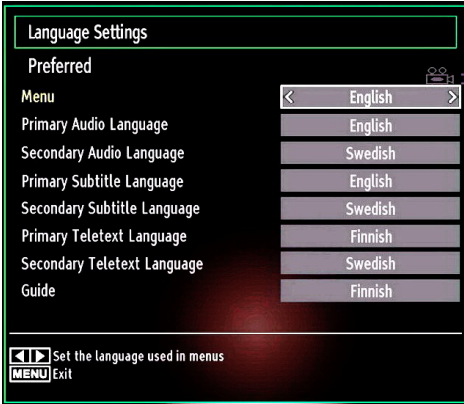 Language Settings
Preferred
Menu English
Primary Audio Language English
Secondary Audio Language Swedish
Primary Subtitle Language English
Secondary Subtitle Language Swedish
Primary Teletext Language Finnish
Secondary Teletext Language Swedish
Guide Finnish
Set the language used in menus
MENU Exit